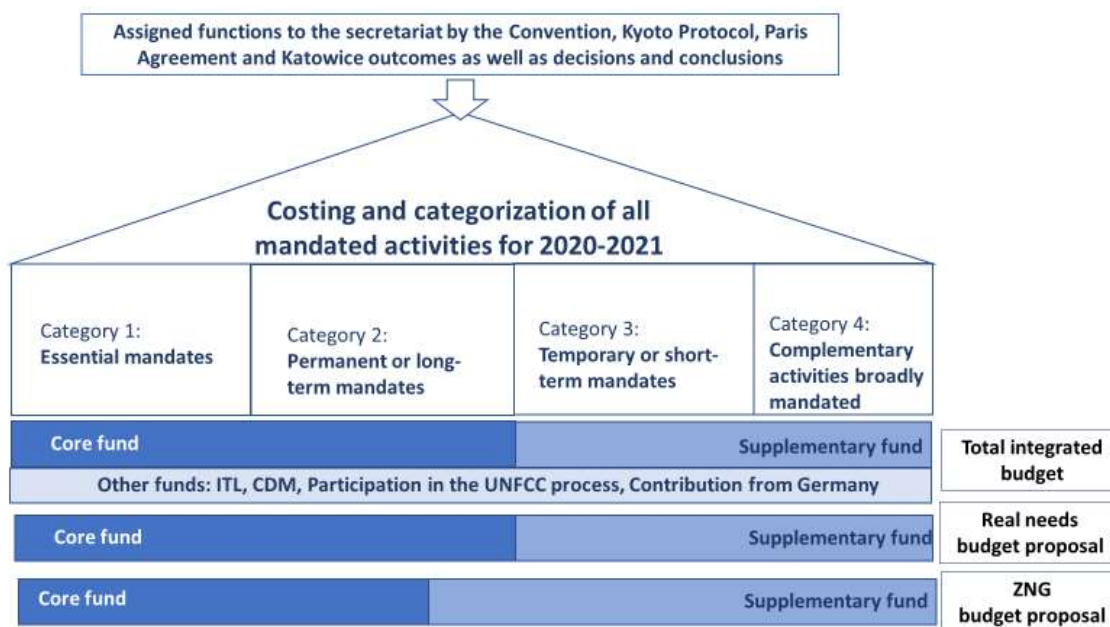 Assigned functions to the secretariat by the Convention, Kyoto Protocol, Paris
Agreement and Katowice outcomes as well as decisions and conclusions
Costing and categorization of all
mandated activities for 2020-2021
Category 1:
Essential mandates
Category 2:
Permanent or long-
term mandates
Category 3:
Temporary or short-
term mandates
Category 4:
Complementary
activities broadly
mandated
Core fund
Supplementary fund
Total integrated
budget
Other funds: ITL, CDM, Participation in the UNFCC process, Contribution from Germany
Core fund
Supplementary fund
Real needs
budget proposal
Core fund
Supplementary fund
ZNG
budget proposal